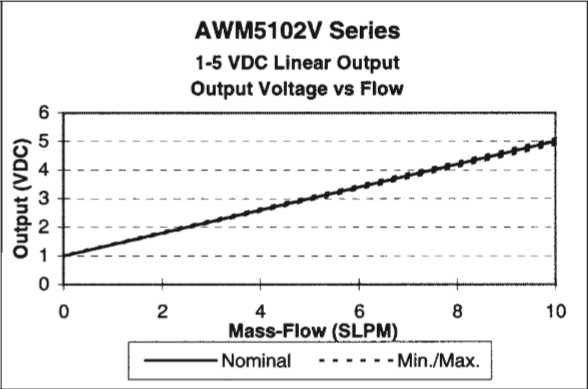 AWM5102V Series
1-5 VDC Linear Output
Output Voltage vs Flow
Output (VDC)
6
5
4
3
2
1
0
0 2 4 6 8 10
Mass-Flow (SLPM)
Nominal Min./Max.